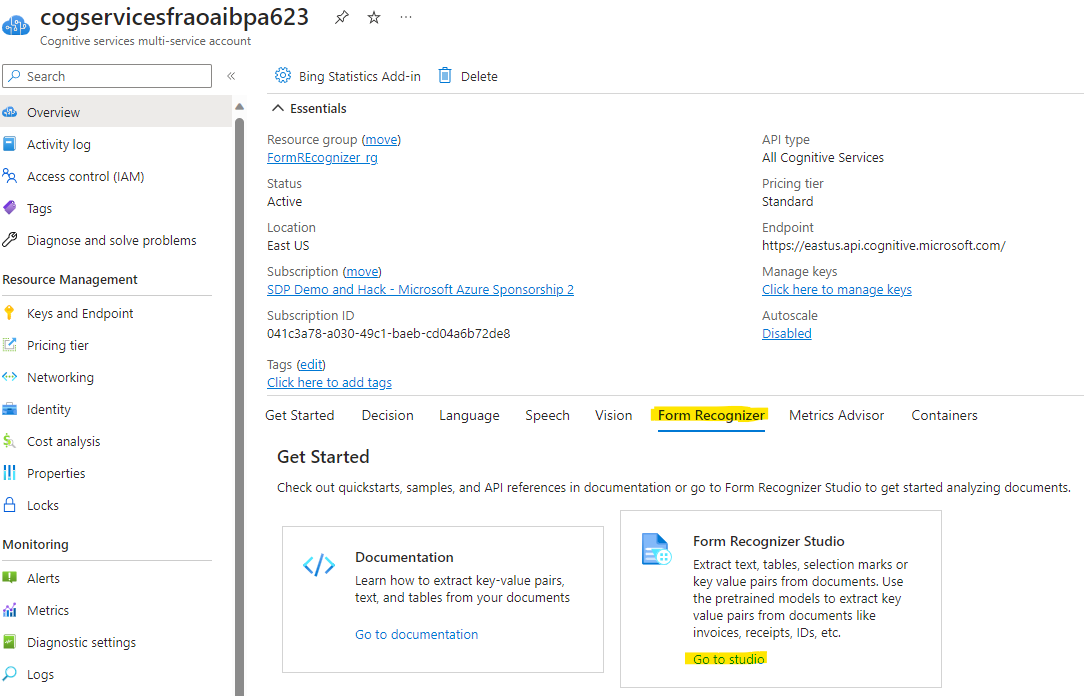 cogservicesfraoaibpa623
Cognitive services multi-service account
Search
Overview
Activity log
Access control (IAM)
Tags
Diagnose and solve problems
Resource Management
Keys and Endpoint
Pricing tier
Networking
Identity
Cost analysis
Properties
Locks
Monitoring
Alerts
Metrics
Diagnostic settings
Logs
Bing Statistics Add-in
Delete
Essentials
Resource group (move)
FormREcognizer_rg
Status
Active
Location
East US
Subscription (move)
SDP Demo and Hack - Microsoft Azure Sponsorship 2
Subscription ID
041c3a78-a030-49c1-baeb-cd04a6b72de8
Tags (edit)
Click here to add tags
API type
All Cognitive Services
Pricing tier
Standard
Endpoint
https://eastus.api.cognitive.microsoft.com/
Manage keys
Click here to manage keys
Autoscale
Disabled
Get Started Decision Language Speech Vision Form Recognizer Metrics Advisor Containers
Get Started
Check out quickstarts, samples, and API references in documentation or go to Form Recognizer Studio to get started analyzing documents.
Documentation
Learn how to extract key-value pairs,
text, and tables from your documents
Go to documentation
Form Recognizer Studio
Extract text, tables, selection marks or
key value pairs from documents. Use
the pretrained models to extract key
value pairs from documents like
invoices, receipts, IDs, etc.
Go to studio